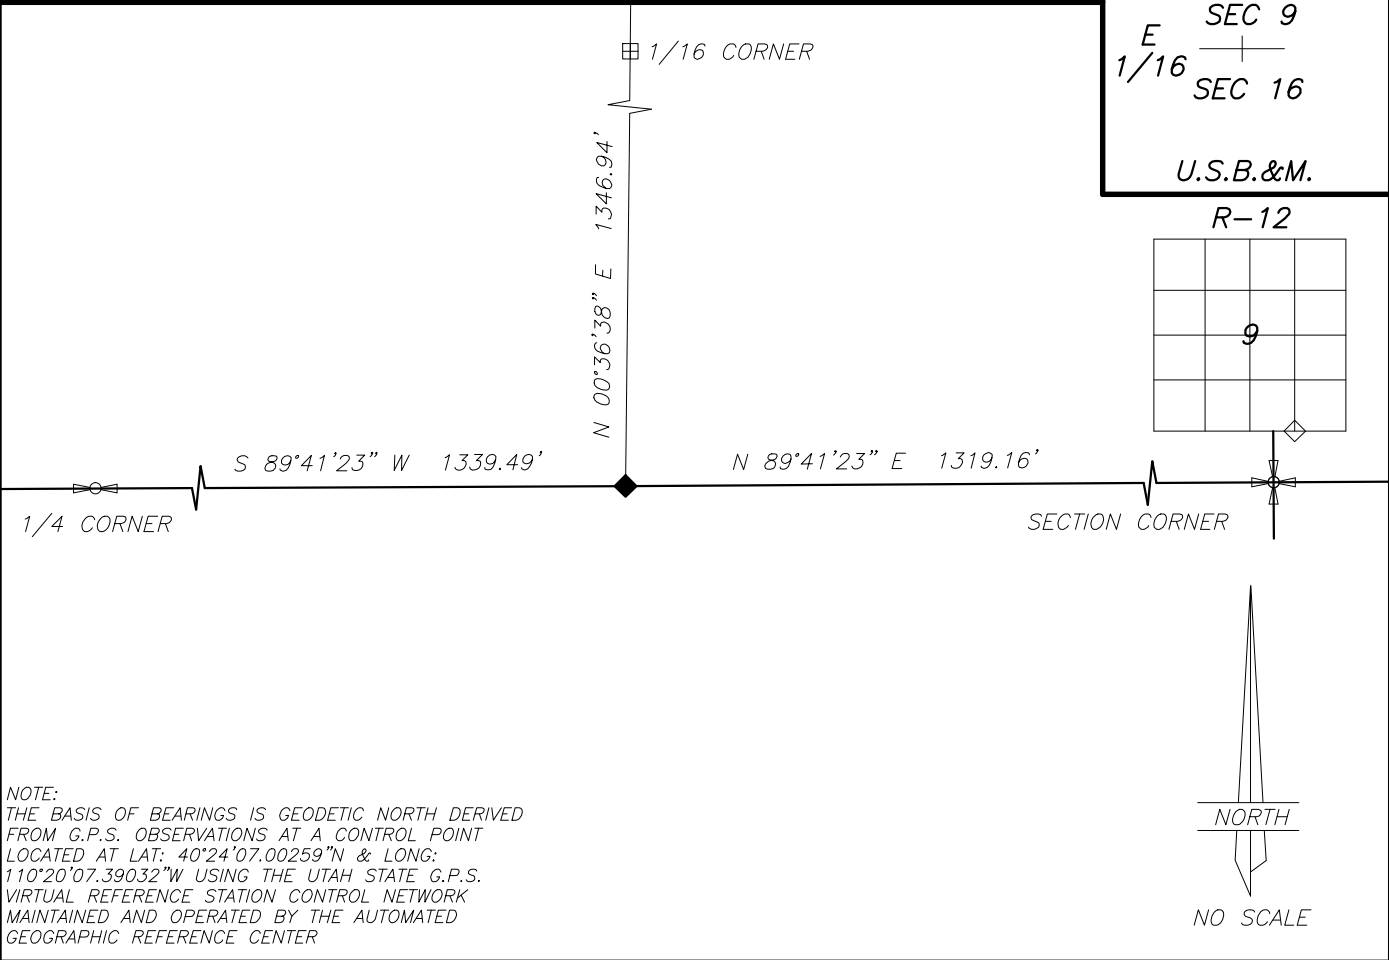 1/16 CORNER
SEC 9
E
1/16
SEC 16
U.S.B.&M.
R-12
9
N 00°36'38" E 1346.94'
S 89°41'23" W 1339.49'
N 89°41'23" E 1319.16'
1/4 CORNER
SECTION CORNER
NOTE:
THE BASIS OF BEARINGS IS GEODETIC NORTH DERIVED
FROM G.P.S. OBSERVATIONS AT A CONTROL POINT
LOCATED AT LAT: 40°24'07.00259"N & LONG:
110°20'07.39032"W USING THE UTAH STATE G.P.S.
VIRTUAL REFERENCE STATION CONTROL NETWORK
MAINTAINED AND OPERATED BY THE AUTOMATED
GEOGRAPHIC REFERENCE CENTER
NORTH
NO SCALE